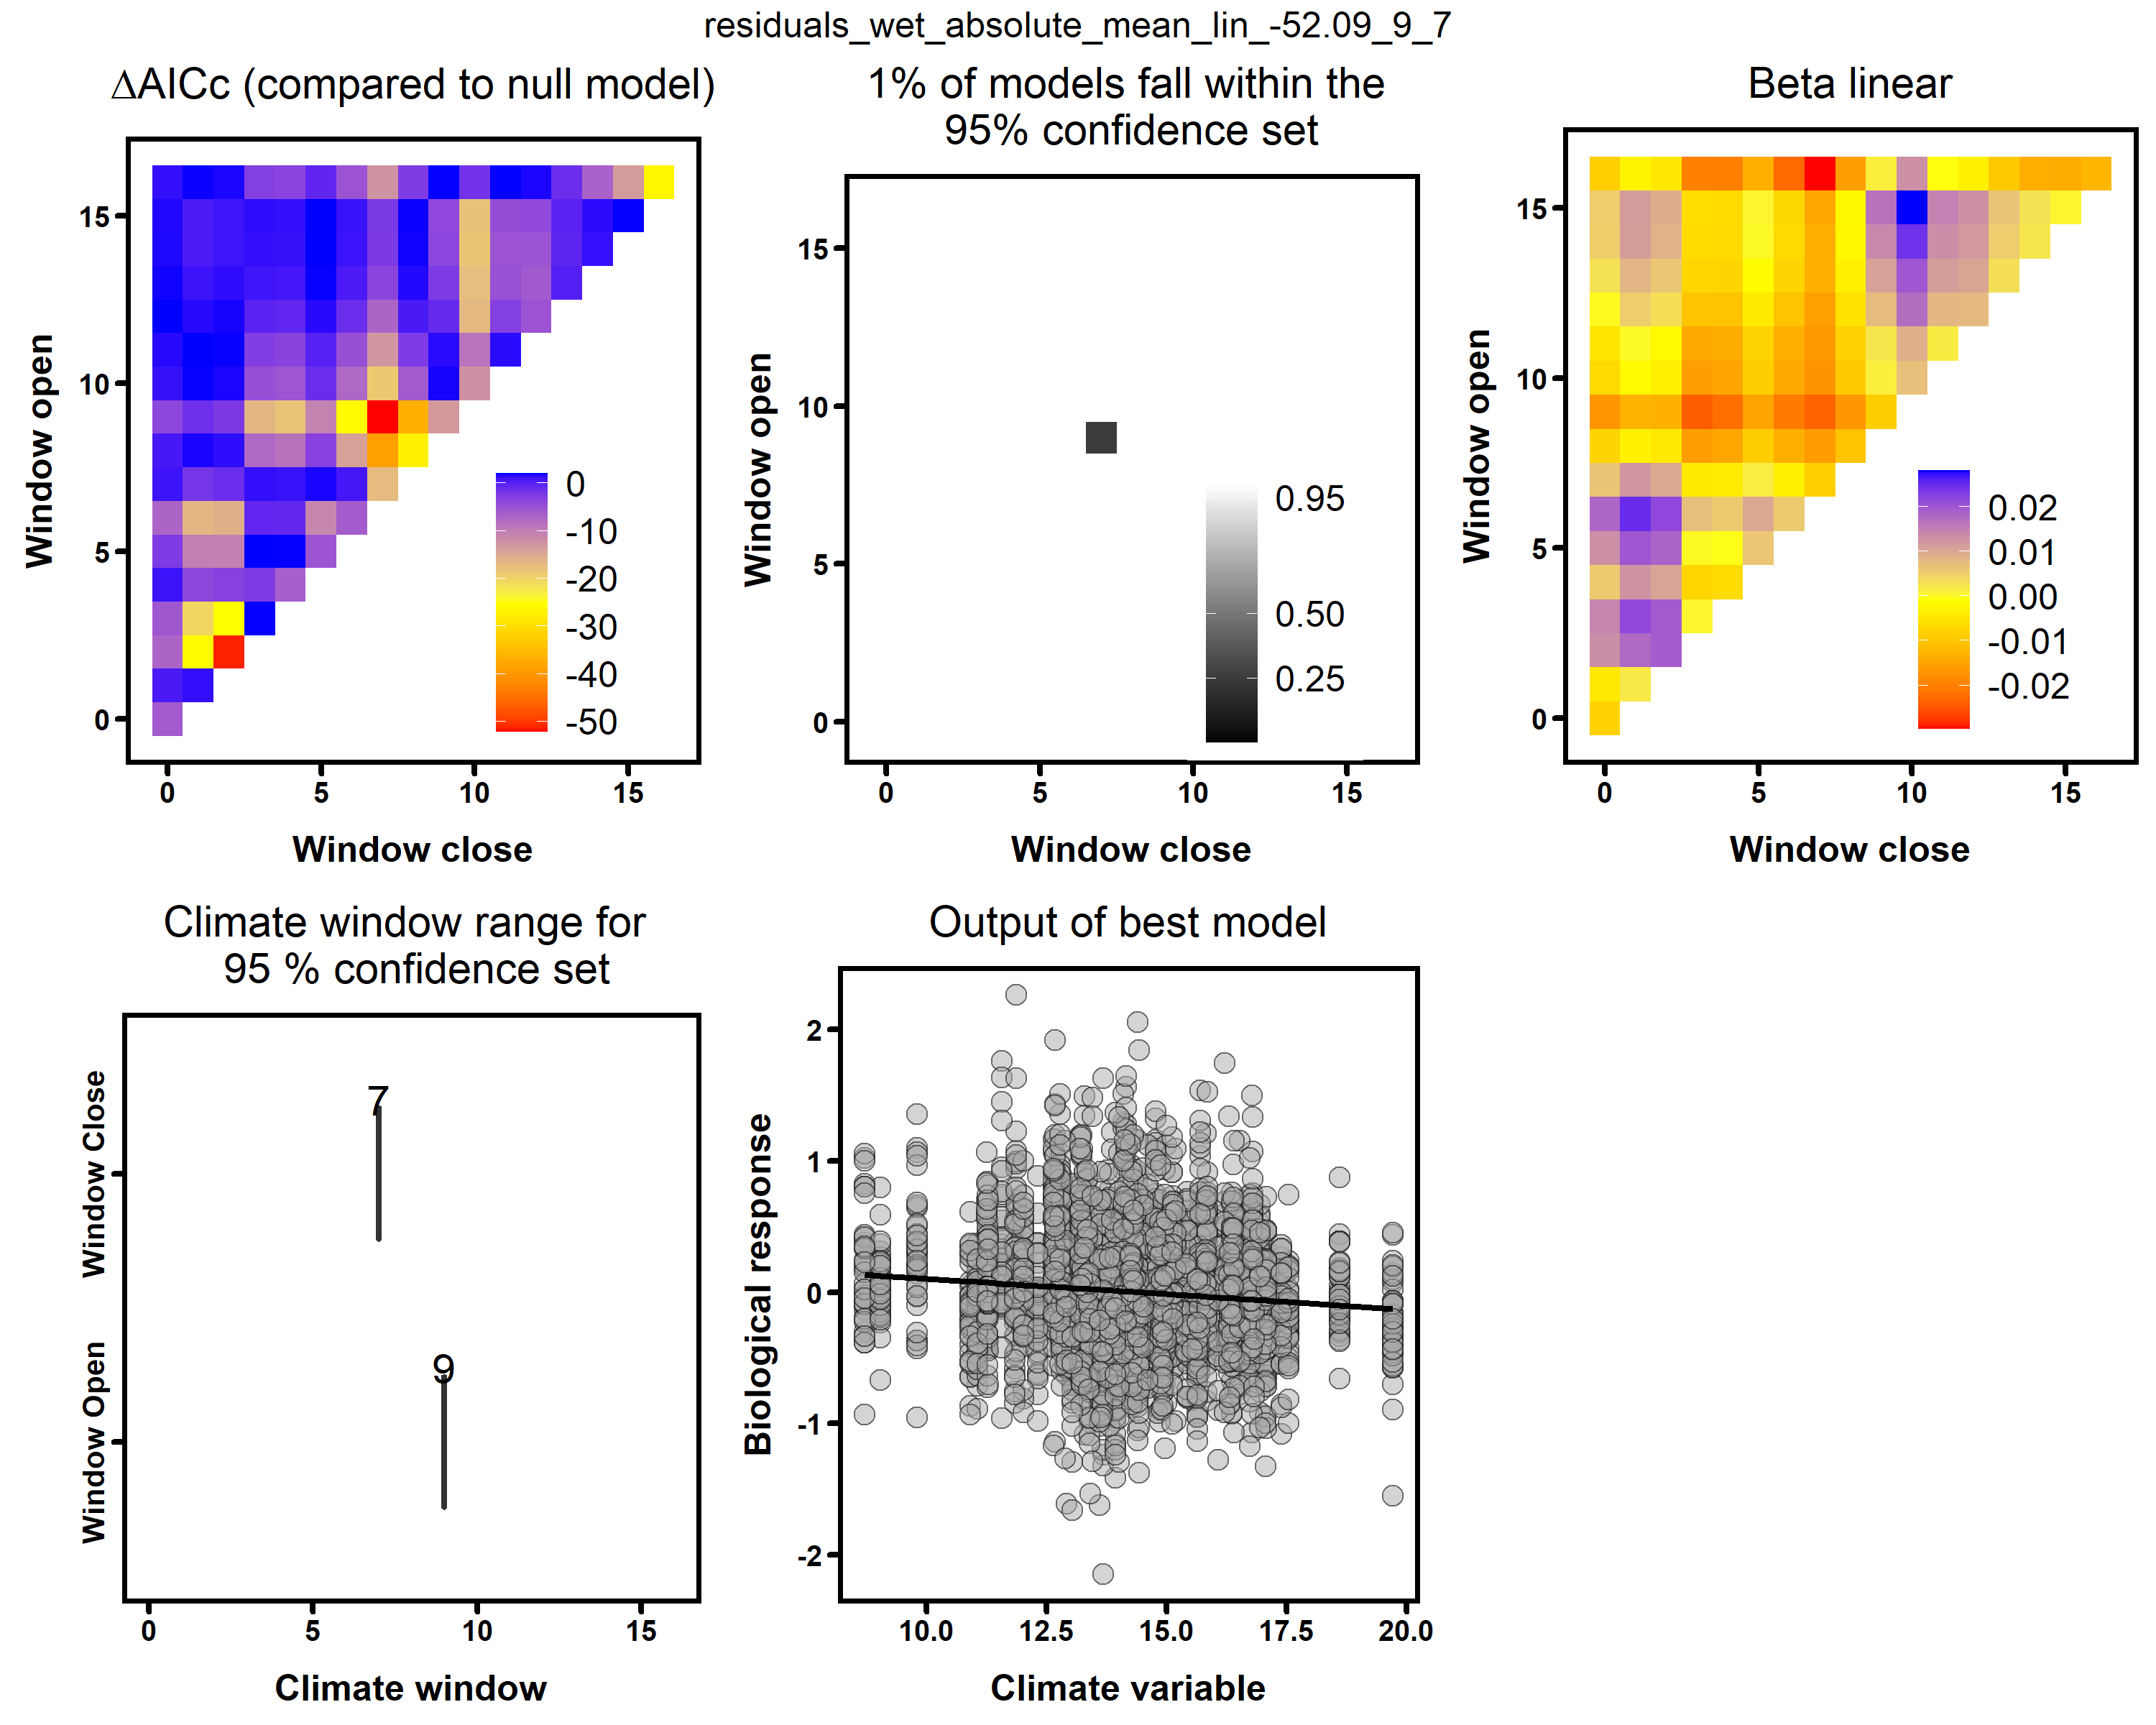 residuals_wet_absolute_mean_lin_-52.09_9_7
ΔAICc (compared to null model)
Window open
15
10
5
0
0
5
10
15
Window close
0
-10
-20
-30
-40
-50
1% of models fall within the
95% confidence set
Window open
15
10
5
0
0
5
10
15
Window close
0.95
0.50
0.25
Beta linear
Window open
15
10
5
0
0
5
10
15
Window close
0.02
0.01
0.00
-0.01
-0.02
Climate window range for
95 % confidence set
Window Close
Window Open
7
9
0
5
10
15
Climate window
Output of best model
Biological response
2
1
0
-1
-2
10.0
12.5
15.0
17.5
20.0
Climate variable